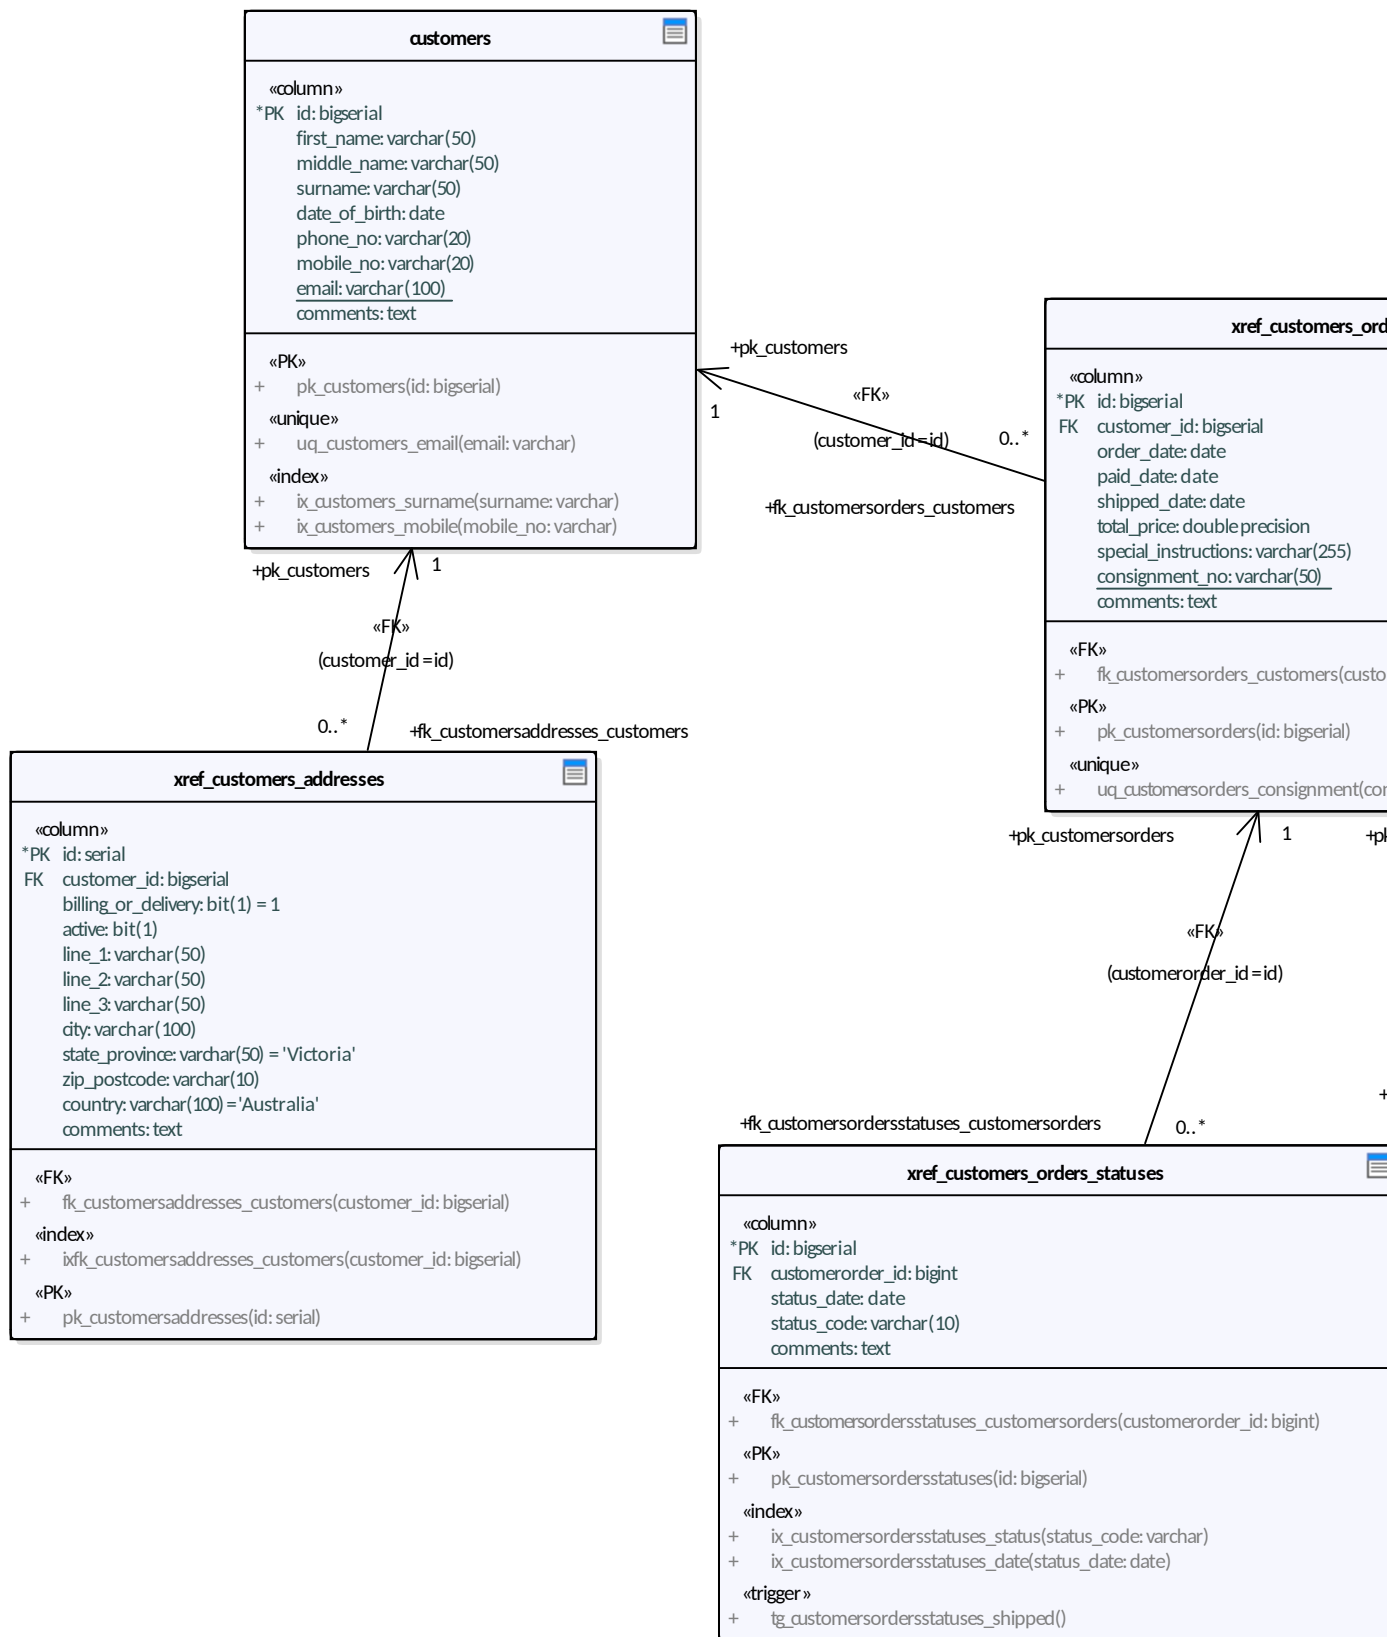 customers
«column»
*PK id: bigserial
first_name: varchar(50)
middle_name: varchar(50)
surname: varchar(50)
date_of_birth: date
phone_no: varchar(20)
mobile_no: varchar(20)
email: varchar(100)
comments: text
«PK»
+ pk_customers(id: bigserial)
«unique»
+ uq_customers_email(email: varchar)
«index»
+ ix_customers_surname(surname: varchar)
+ ix_customers_mobile(mobile_no: varchar)
+pk_customers
1
«FK»
(customer_id = id)
0..*
+fk_customersorders_customers
xref_customers_ord
«column»
*PK id: bigserial
FK customer_id: bigserial
order_date: date
paid_date: date
shipped_date: date
total_price: double precision
special_instructions: varchar(255)
consignment_no: varchar(50)
comments: text
«FK»
+ fk_customersorders_customers(custo
«PK»
+ pk_customersorders(id: bigserial)
«unique»
+ uq_customersorders_consignment(con
+pk_customers
1
«FK»
(customer_id = id)
0..*
+fk_customersaddresses_customers
xref_customers_addresses
«column»
*PK id: serial
FK customer_id: bigserial
billing_or_delivery: bit(1) = 1
active: bit(1)
line_1: varchar(50)
line_2: varchar(50)
line_3: varchar(50)
city: varchar(100)
state_province: varchar(50) = 'Victoria'
zip_postcode: varchar(10)
country: varchar(100) = 'Australia'
comments: text
«FK»
+ fk_customersaddresses_customers(customer_id: bigserial)
«index»
+ ixfk_customersaddresses_customers(customer_id: bigserial)
«PK»
+ pk_customersaddresses(id: serial)
+pk_customersorders
1
+pk
«FK»
(customerorder_id = id)
+
+fk_customersordersstatuses_customersorders
0..*
xref_customers_orders_statuses
«column»
*PK id: bigserial
FK customerorder_id: bigint
status_date: date
status_code: varchar(10)
comments: text
«FK»
+ fk_customersordersstatuses_customersorders(customerorder_id: bigint)
«PK»
+ pk_customersordersstatuses(id: bigserial)
«index»
+ ix_customersordersstatuses_status(status_code: varchar)
+ ix_customersordersstatuses_date(status_date: date)
«trigger»
+ tg_customersordersstatuses_shipped()